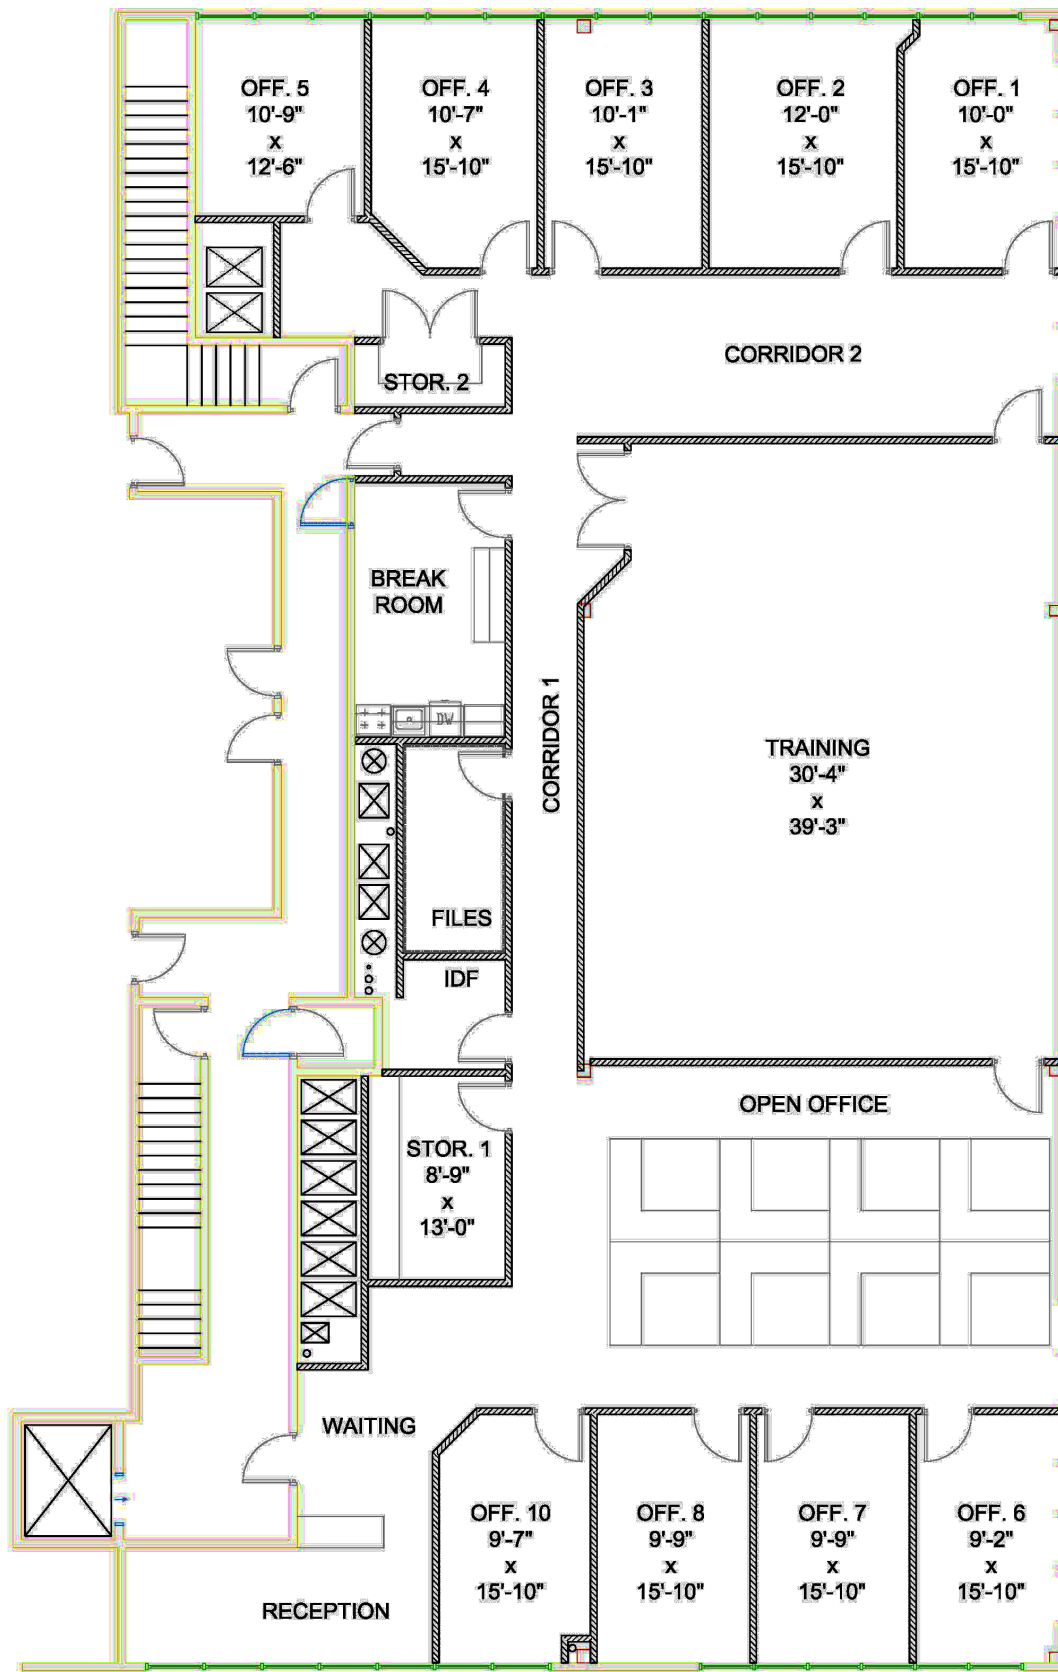 OFF. 5
10'-9"
x
12'-6"
OFF. 4
10'-7"
x
15'-10"
OFF. 3
10'-1"
x
15'-10"
OFF. 2
12'-0"
x
15'-10"
OFF. 1
10'-0"
x
15'-10"
CORRIDOR 2
STOR. 2
BREAK
ROOM
DW
CORRIDOR 1
TRAINING
30'-4"
x
39'-3"
FILES
IDF
OPEN OFFICE
STOR. 1
8'-9"
x
13'-0"
WAITING
OFF. 10
9'-7"
x
15'-10"
OFF. 8
9'-9"
x
15'-10"
OFF. 7
9'-9"
x
15'-10"
OFF. 6
9'-2"
x
15'-10"
RECEPTION